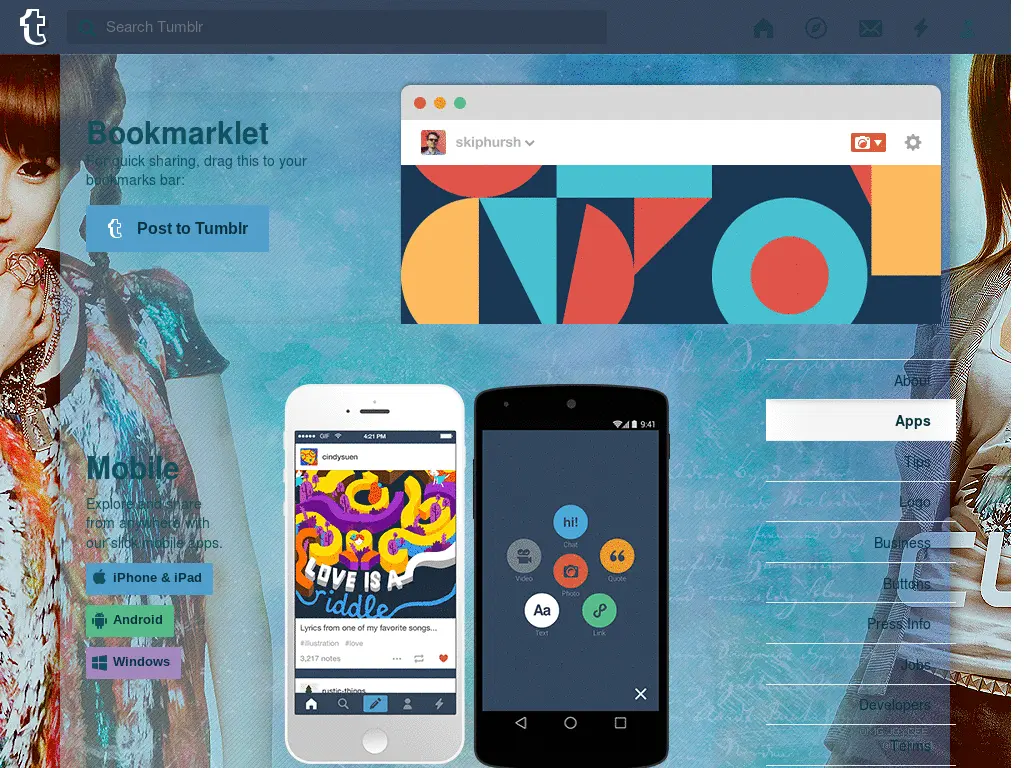 Search Tumblr
Bookmarklet
For quick sharing, drag this to your
bookmarks bar:
Post to Tumblr
skiphursh
About
Apps
Tips
Logo
Business
Buttons
Press Info
Jobs
Developers
Terms
Mobile
Explore and share
from anywhere with
our slick mobile apps.
iPhone & iPad
Android
Windows
GIF
4:21 PM
cindysuen
LOVE IS A
riddle
Lyrics from one of my favorite songs...
#illustration #love
3,217 notes
rustic-things
9:41
hi!
Chat
Video
Quote
Photo
Aa
Text
Link